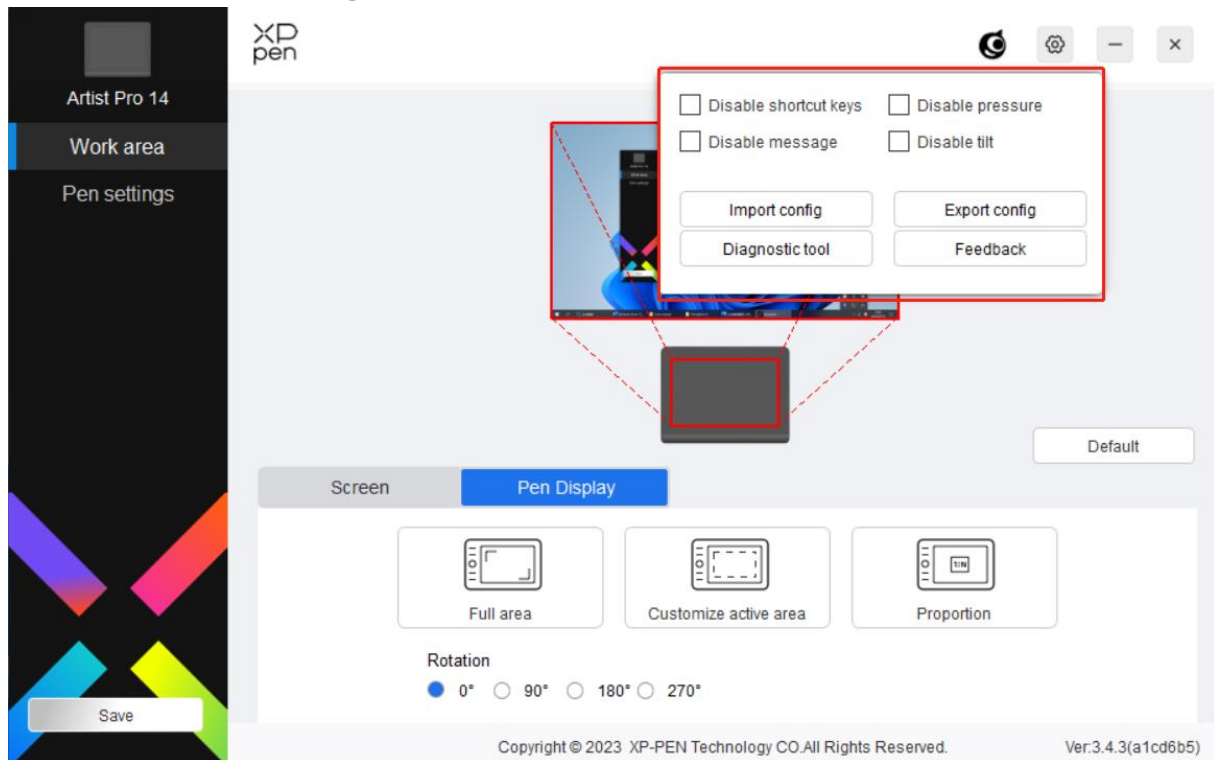 XP
pen
Artist Pro 14
Work area
Pen settings
Disable shortcut keys
Disable pressure
Disable message
Disable tilt
Import config
Export config
Diagnostic tool
Feedback
Default
Screen
Pen Display
Full area
Customize active area
1:N
Proportion
Rotation
0° 90° 180° 270°
Save
Copyright © 2023 XP-PEN Technology CO.All Rights Reserved.
Ver:3.4.3(a1cd6b5)